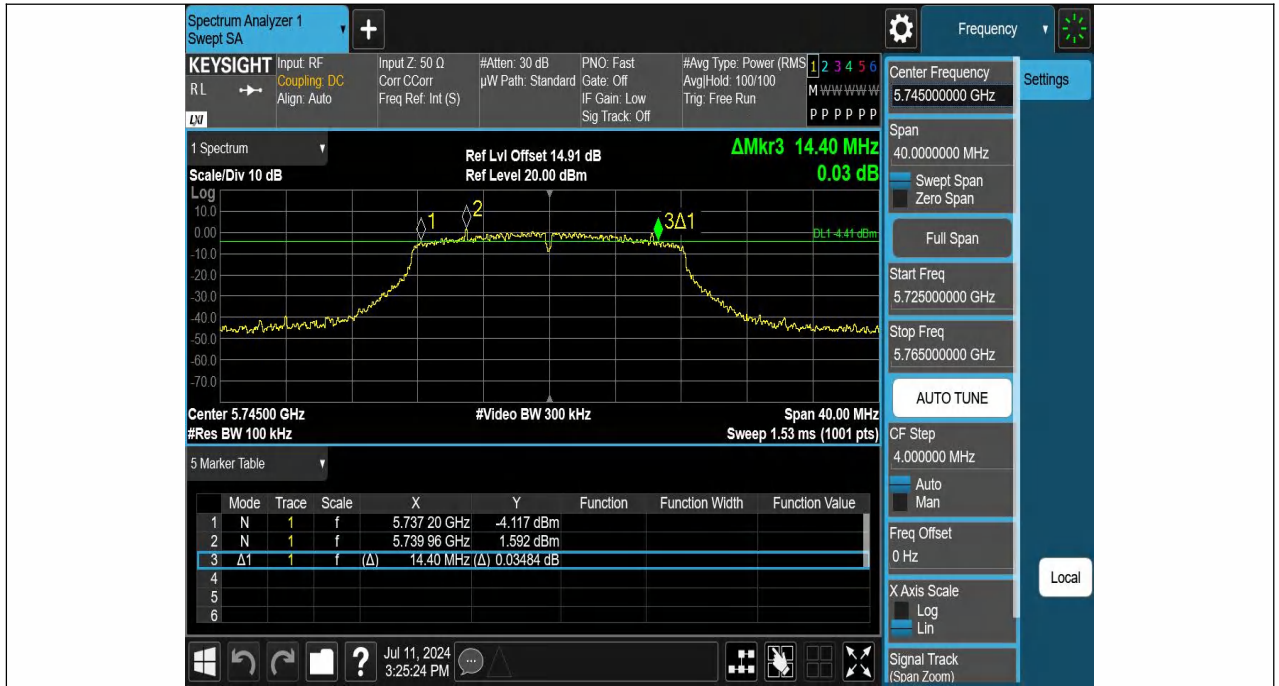 Spectrum Analyzer 1
Swept SA
+
Frequency
KEYSIGHT
RL
LXI
Input: RF
Coupling: DC
Align: Auto
Input Z: 50 Ω
Corr CCorr
Freq Ref: Int (S)
#Atten: 30 dB
µW Path: Standard
PNO: Fast
Gate: Off
IF Gain: Low
Sig Track: Off
#Avg Type: Power (RMS
Avg|Hold: 100/100
Trig: Free Run
1 2 3 4 5 6
M W W W W W
P P P P P P
1 Spectrum
Scale/Div 10 dB
Ref Lvl Offset 14.91 dB
Ref Level 20.00 dBm
ΔMkr3 14.40 MHz
0.03 dB
Log
10.0
0.00
-10.0
-20.0
-30.0
-40.0
-50.0
-60.0
-70.0
1
2
3Δ1
DL1 -4.41 dBm
Center 5.74500 GHz
#Video BW 300 kHz
Span 40.00 MHz
#Res BW 100 kHz
Sweep 1.53 ms (1001 pts)
5 Marker Table
Mode Trace Scale X Y Function Function Width Function Value
1 N 1 f 5.737 20 GHz -4.117 dBm
2 N 1 f 5.739 96 GHz 1.592 dBm
3 Δ1 1 f (Δ) 14.40 MHz (Δ) 0.03484 dB
4
5
6
?
Jul 11, 2024
3:25:24 PM
Center Frequency
5.745000000 GHz
Settings
Span
40.0000000 MHz
Swept Span
Zero Span
Full Span
Start Freq
5.725000000 GHz
Stop Freq
5.765000000 GHz
AUTO TUNE
CF Step
4.000000 MHz
Auto
Man
Freq Offset
0 Hz
Local
X Axis Scale
Log
Lin
Signal Track
(Span Zoom)